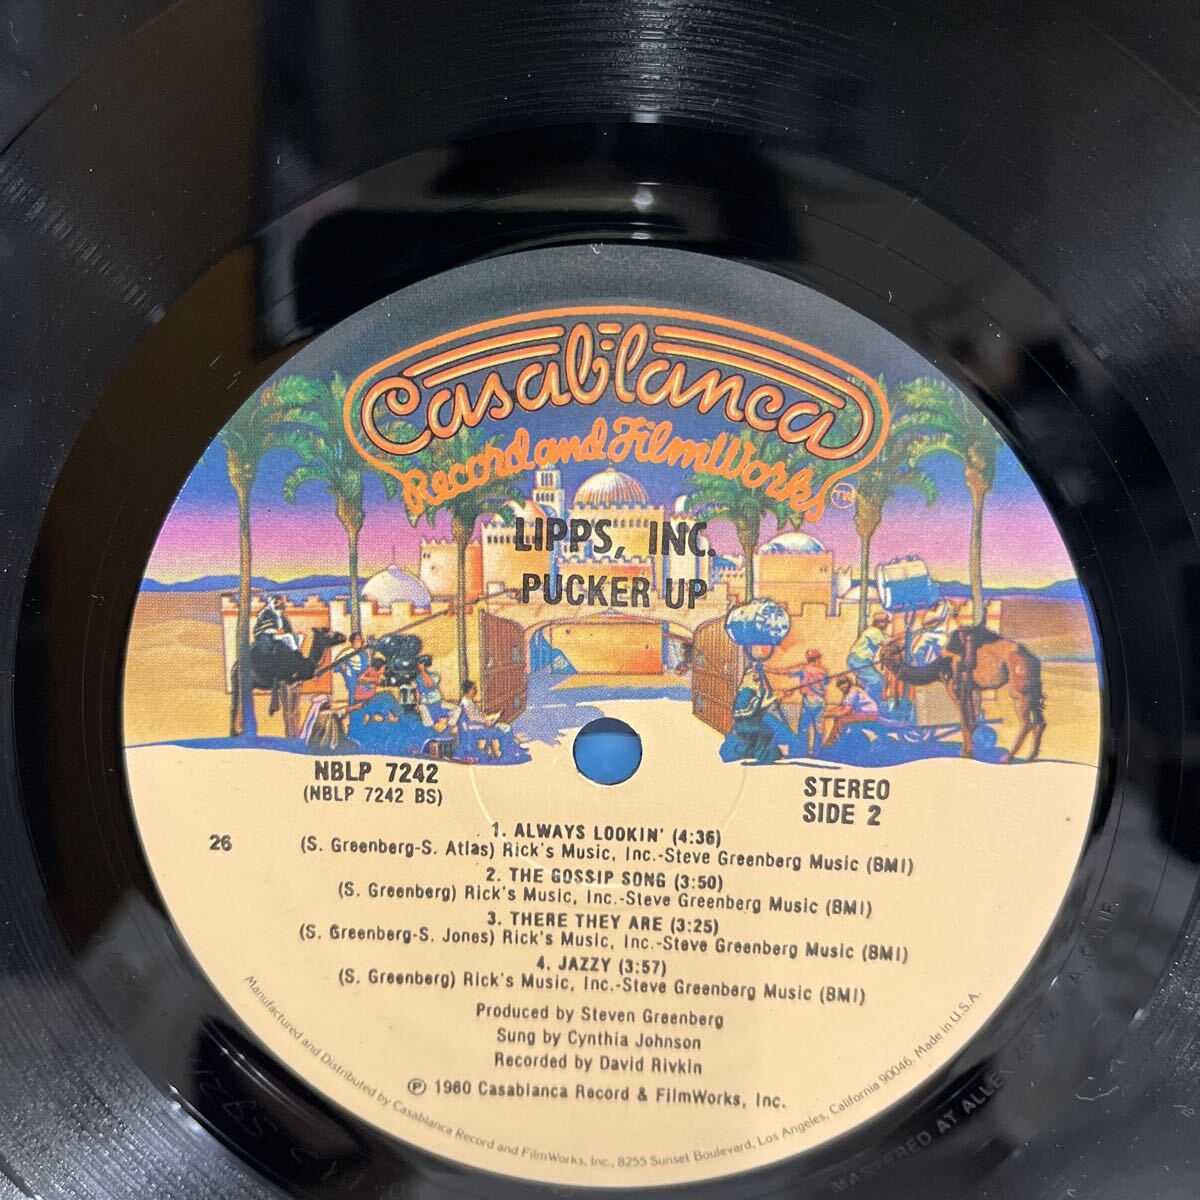 Casablanca
Record and FilmWorks TM
LIPPS, INC.
PUCKER UP
NBLP 7242
(NBLP 7242 BS)
STEREO
SIDE 2
26
1. ALWAYS LOOKIN' (4:36)
(S. Greenberg-S. Atlas) Rick's Music, Inc.-Steve Greenberg Music (BMI)
2. THE GOSSIP SONG (3:50)
(S. Greenberg) Rick's Music, Inc.-Steve Greenberg Music (BMI)
3. THERE THEY ARE (3:25)
(S. Greenberg-S. Jones) Rick's Music, Inc.-Steve Greenberg Music (BMI)
4. JAZZY (3:57)
(S. Greenberg) Rick's Music, Inc.-Steve Greenberg Music (BMI)
Produced by Steven Greenberg
Sung by Cynthia Johnson
Recorded by David Rivkin
℗ 1980 Casablanca Record & FilmWorks, Inc.
Manufactured and Distributed by Casablanca Record and FilmWorks, Inc., 8255 Sunset Boulevard, Los Angeles, California 90046. Made in U.S.A.
MASTERED AT ALLEN
L.A., CALIF.